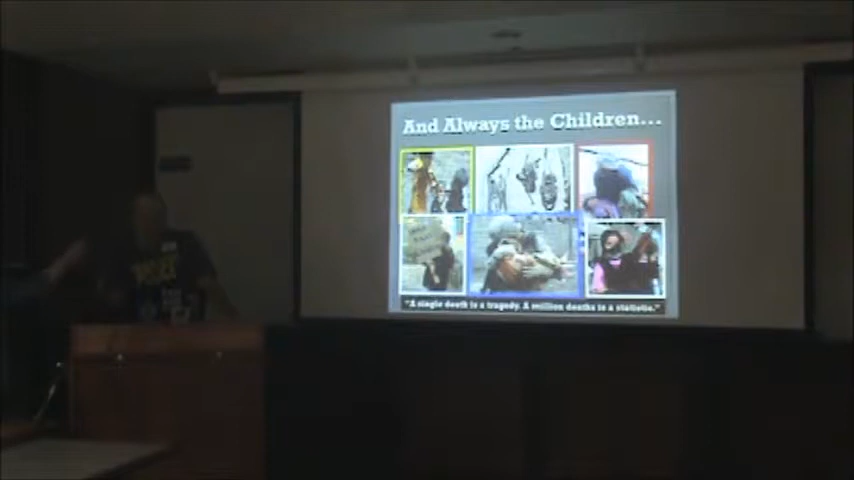 And Always the Children...
"A single death is a tragedy. A million deaths is a statistic."